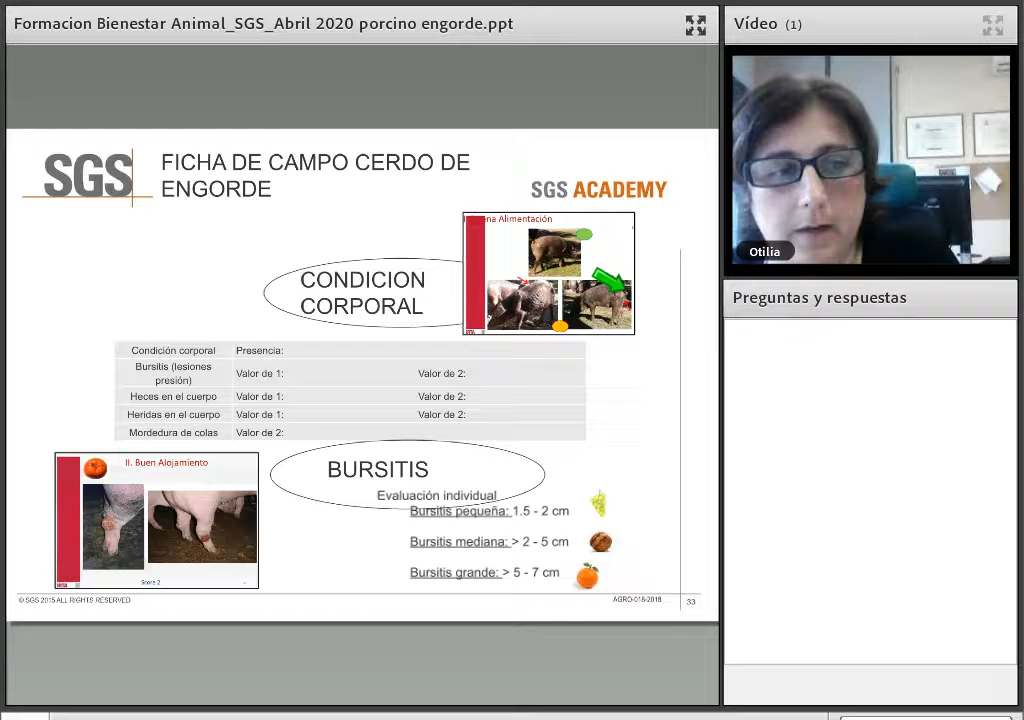 Formacion Bienestar Animal_SGS_Abril 2020 porcino engorde.ppt
Vídeo (1)
Otilia
Preguntas y respuestas
SGS
FICHA DE CAMPO CERDO DE
ENGORDE
SGS ACADEMY
Alimentación
CONDICION
CORPORAL
Condición corporal Presencia:
Bursitis (lesiones
presión) Valor de 1: Valor de 2:
Heces en el cuerpo Valor de 1: Valor de 2:
Heridas en el cuerpo Valor de 1: Valor de 2:
Mordedura de colas Valor de 2:
II. Buen Alojamiento
Score 2
BURSITIS
Evaluación individual
Bursitis pequeña: 1.5 - 2 cm
Bursitis mediana: > 2 - 5 cm
Bursitis grande: > 5 - 7 cm
© SGS 2015 ALL RIGHTS RESERVED
AGRO-018-2018
33